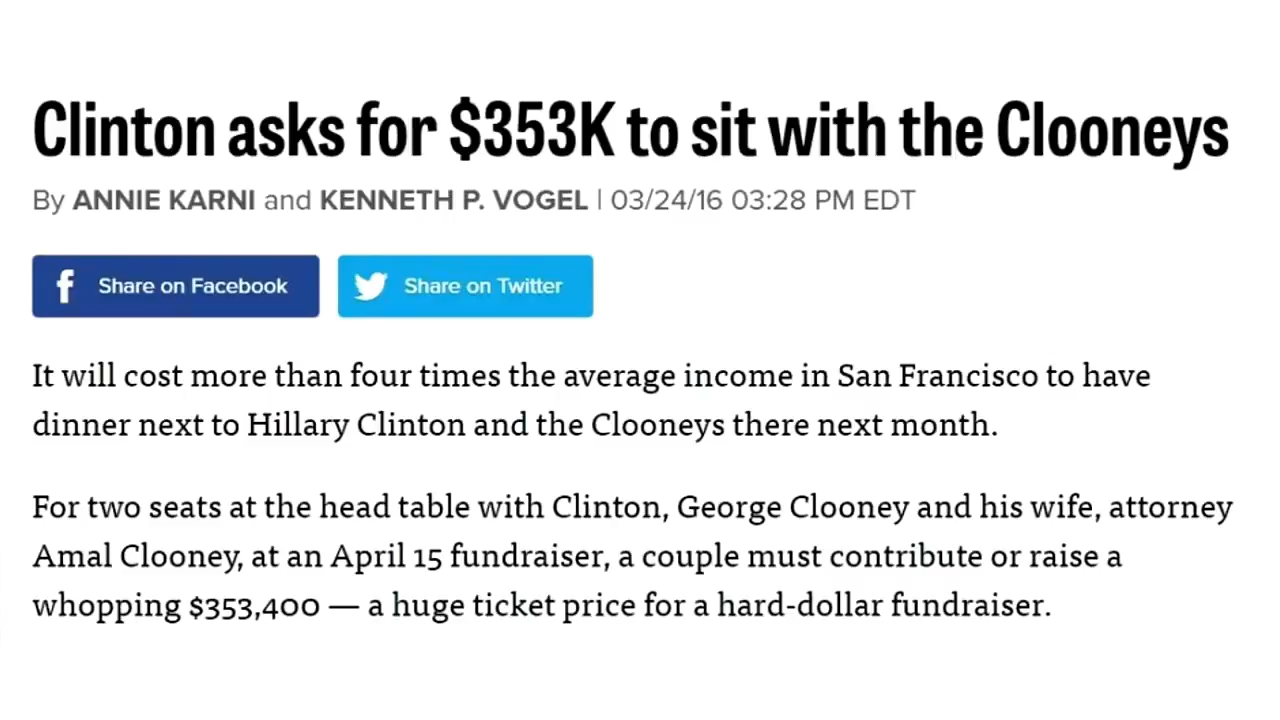 Clinton asks for $353K to sit with the Clooneys
By ANNIE KARNI and KENNETH P. VOGEL | 03/24/16 03:28 PM EDT
Share on Facebook Share on Twitter
It will cost more than four times the average income in San Francisco to have
dinner next to Hillary Clinton and the Clooneys there next month.
For two seats at the head table with Clinton, George Clooney and his wife, attorney
Amal Clooney, at an April 15 fundraiser, a couple must contribute or raise a
whopping $353,400 — a huge ticket price for a hard-dollar fundraiser.